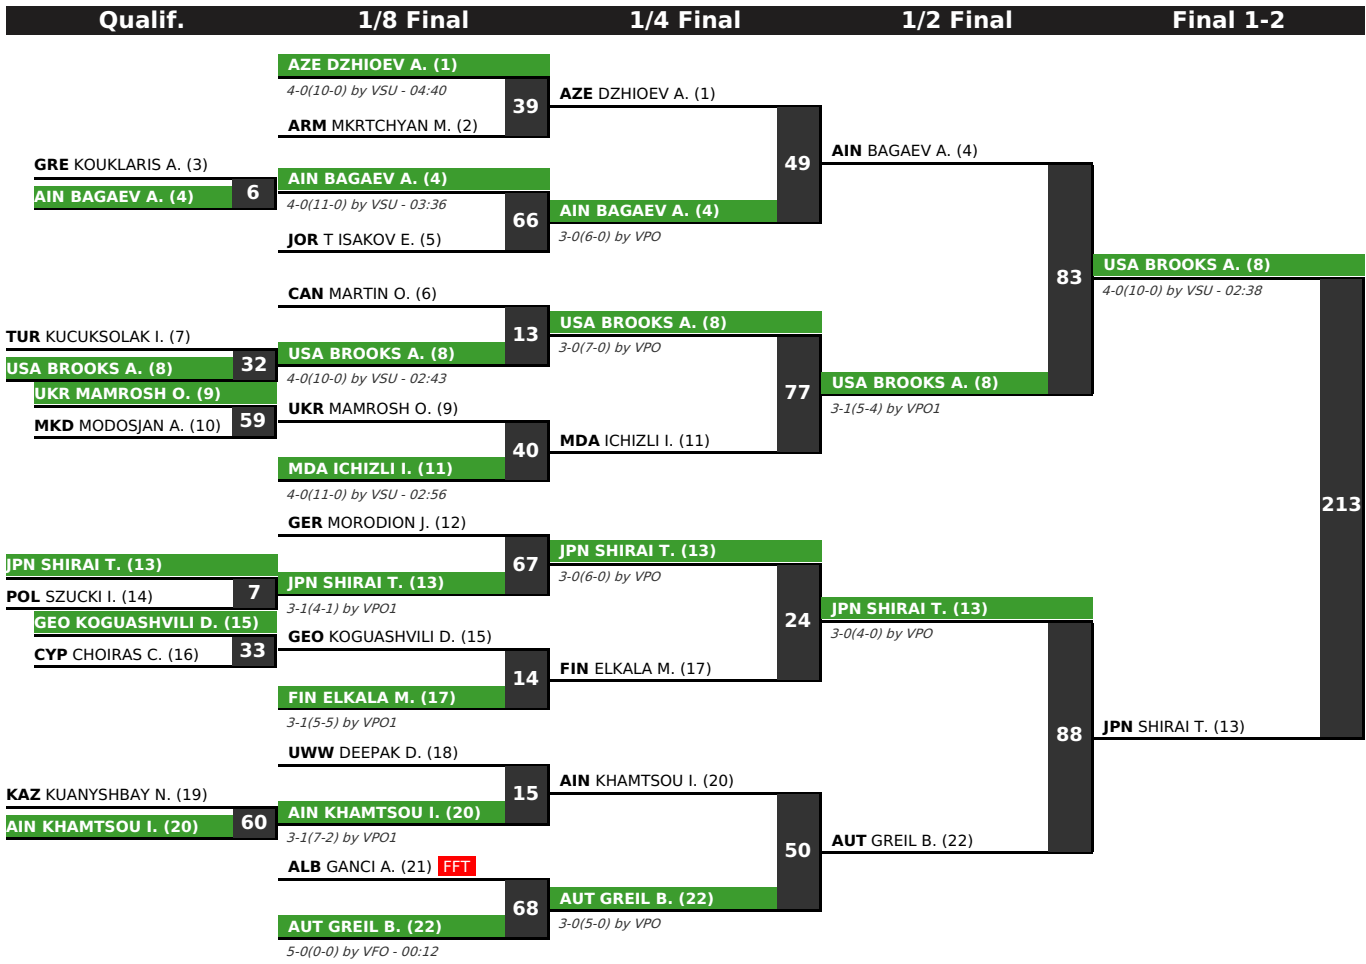 Qualif.
1/8 Final
1/4 Final
1/2 Final
Final 1-2
GRE KOUKLARIS A. (3)
AIN BAGAEV A. (4)
6
TUR KUCUKSOLAK I. (7)
USA BROOKS A. (8)
32
UKR MAMROSH O. (9)
MKD MODOSJAN A. (10)
59
JPN SHIRAI T. (13)
POL SZUCKI I. (14)
7
GEO KOGUASHVILI D. (15)
CYP CHOIRAS C. (16)
33
KAZ KUANYSHBAY N. (19)
AIN KHAMTSOU I. (20)
60
AZE DZHIOEV A. (1)
4-0(10-0) by VSU - 04:40
39
ARM MKRTCHYAN M. (2)
AIN BAGAEV A. (4)
4-0(11-0) by VSU - 03:36
66
JOR T ISAKOV E. (5)
CAN MARTIN O. (6)
13
USA BROOKS A. (8)
4-0(10-0) by VSU - 02:43
UKR MAMROSH O. (9)
40
MDA ICHIZLI I. (11)
4-0(11-0) by VSU - 02:56
GER MORODION J. (12)
67
JPN SHIRAI T. (13)
3-1(4-1) by VPO1
GEO KOGUASHVILI D. (15)
14
FIN ELKALA M. (17)
3-1(5-5) by VPO1
UWW DEEPAK D. (18)
15
AIN KHAMTSOU I. (20)
3-1(7-2) by VPO1
ALB GANCI A. (21) FFT
68
AUT GREIL B. (22)
5-0(0-0) by VFO - 00:12
AZE DZHIOEV A. (1)
49
AIN BAGAEV A. (4)
3-0(6-0) by VPO
USA BROOKS A. (8)
3-0(7-0) by VPO
77
MDA ICHIZLI I. (11)
JPN SHIRAI T. (13)
3-0(6-0) by VPO
24
FIN ELKALA M. (17)
AIN KHAMTSOU I. (20)
50
AUT GREIL B. (22)
3-0(5-0) by VPO
AIN BAGAEV A. (4)
83
USA BROOKS A. (8)
3-1(5-4) by VPO1
JPN SHIRAI T. (13)
3-0(4-0) by VPO
88
AUT GREIL B. (22)
USA BROOKS A. (8)
4-0(10-0) by VSU - 02:38
213
JPN SHIRAI T. (13)